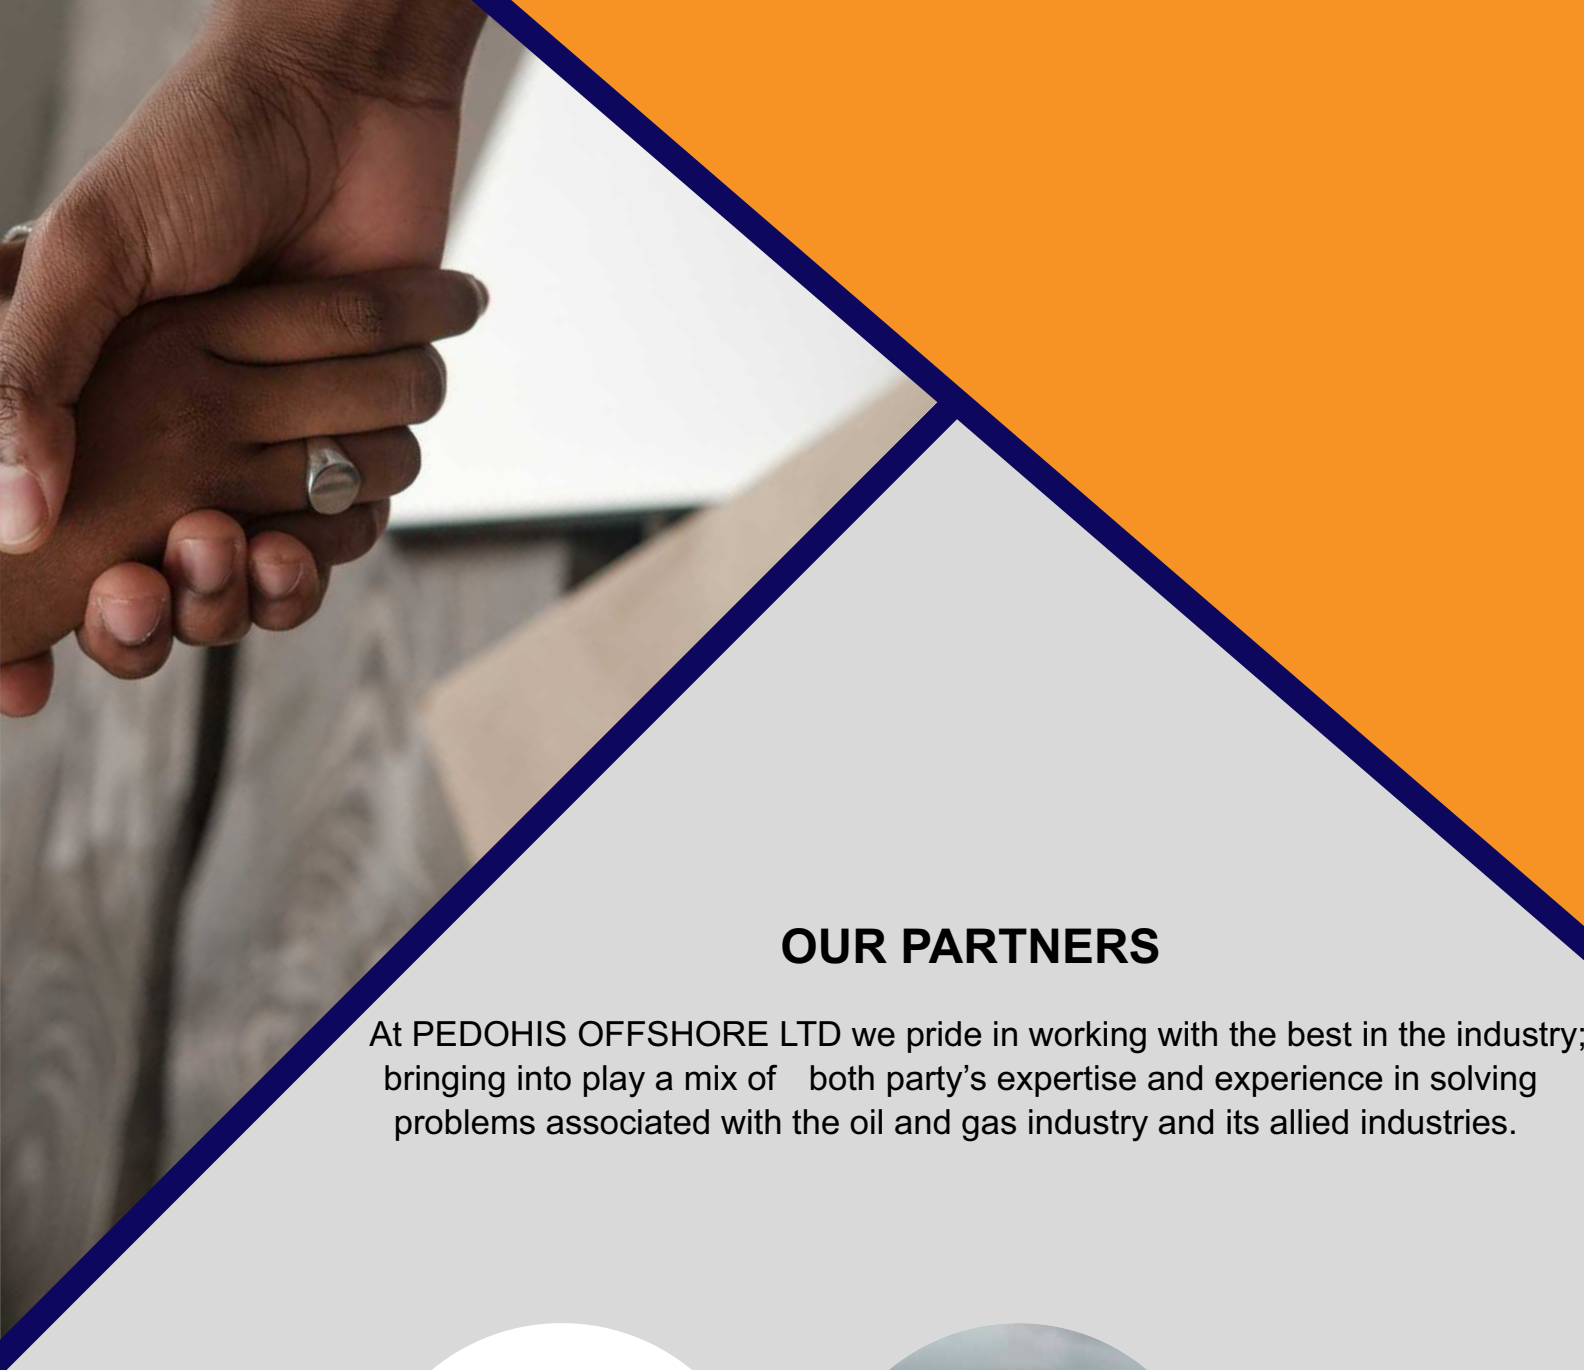 OUR PARTNERS
At PEDOHIS OFFSHORE LTD we pride in working with the best in the industry;
bringing into play a mix of   both party’s expertise and experience in solving
problems associated with the oil and gas industry and its allied industries.